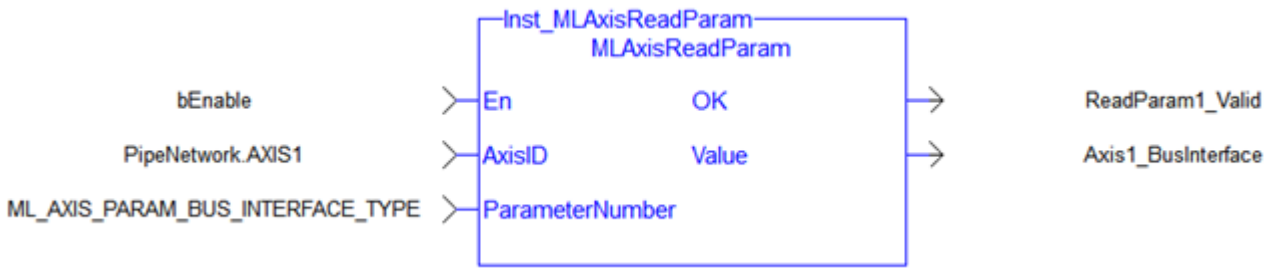 Inst_MLAxisReadParam
MLAxisReadParam
bEnable En OK ReadParam1_Valid
PipeNetwork.AXIS1 AxisID Value Axis1_BusInterface
ML_AXIS_PARAM_BUS_INTERFACE_TYPE ParameterNumber